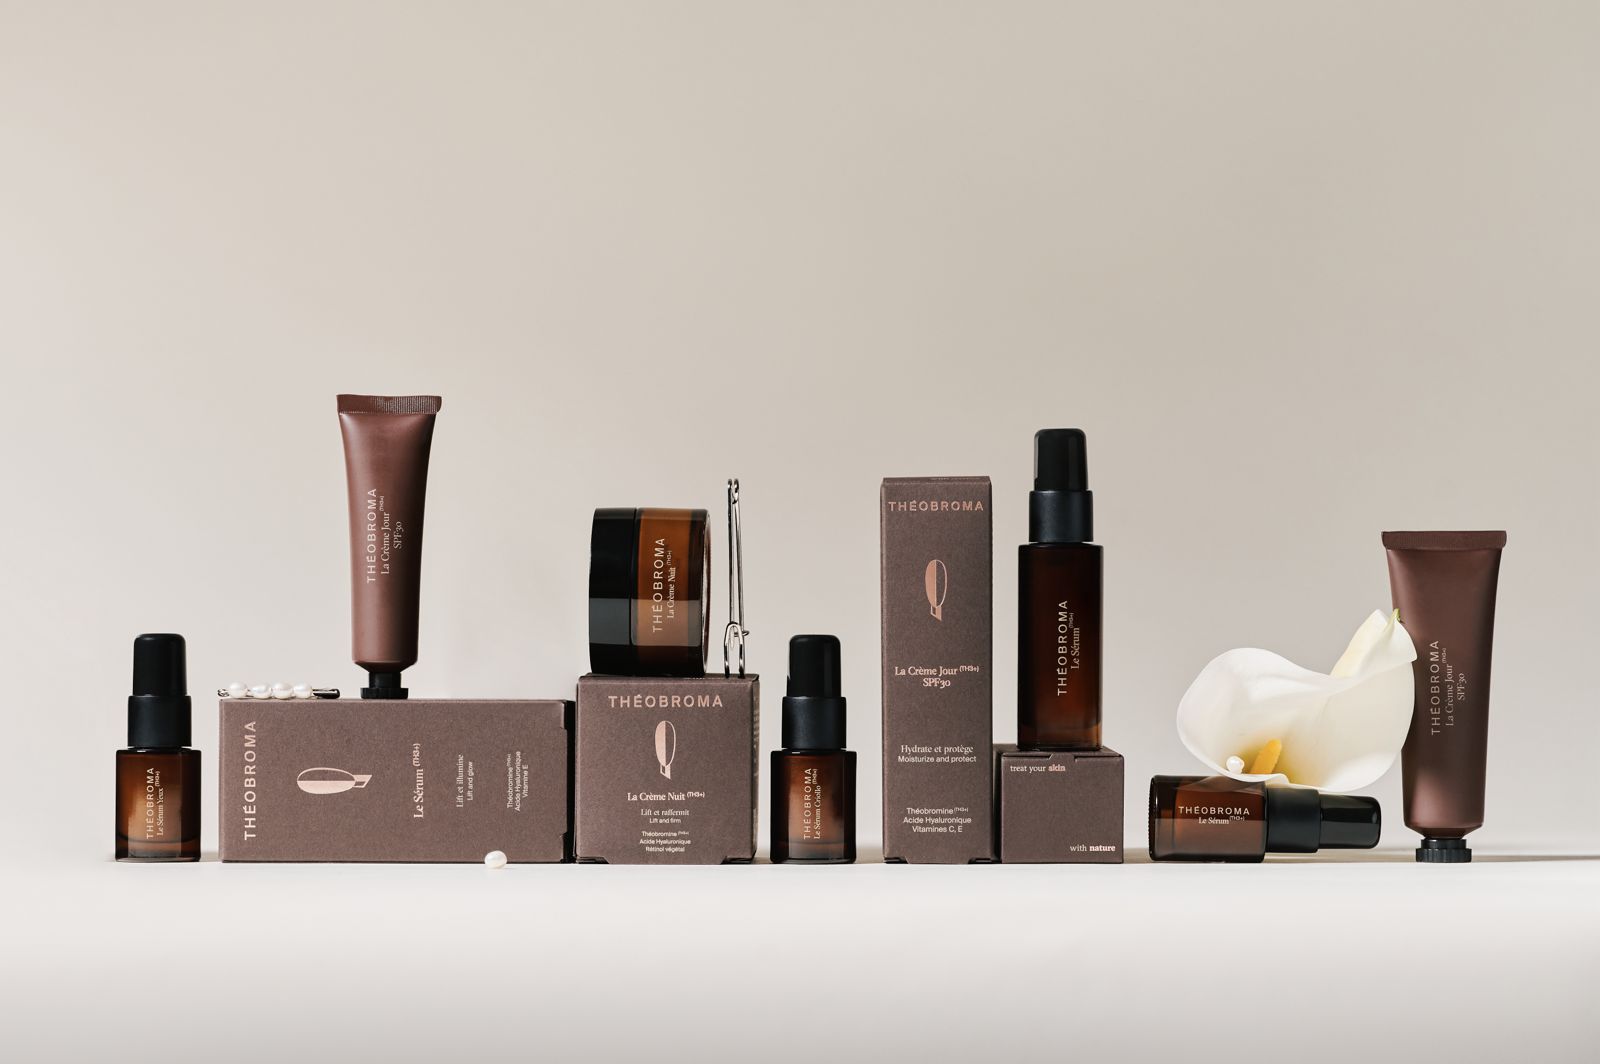 THÉOBROMA
Le Sérum Yeux (TH3+)
THÉOBROMA
La Crème Jour (TH3+)
SPF30
THÉOBROMA
Le Sérum (TH3+)
Lift et illumine
Lift and glow
Théobromine (TH3+)
Acide Hyaluronique
Vitamine E
THÉOBROMA
La Crème Nuit (TH3+)
THÉOBROMA
La Crème Nuit (TH3+)
Lift et raffermit
Lift and firm
Théobromine (TH3+)
Acide Hyaluronique
Rétinol végétal
THÉOBROMA
Le Sérum Criollo (TH3+)
THÉOBROMA
La Crème Jour (TH3+)
SPF30
Hydrate et protège
Moisturize and protect
Théobromine (TH3+)
Acide Hyaluronique
Vitamines C, E
THÉOBROMA
Le Sérum (TH3+)
treat your skin
with nature
THÉOBROMA
Le Sérum (TH3+)
THÉOBROMA
La Crème Jour (TH3+)
SPF30